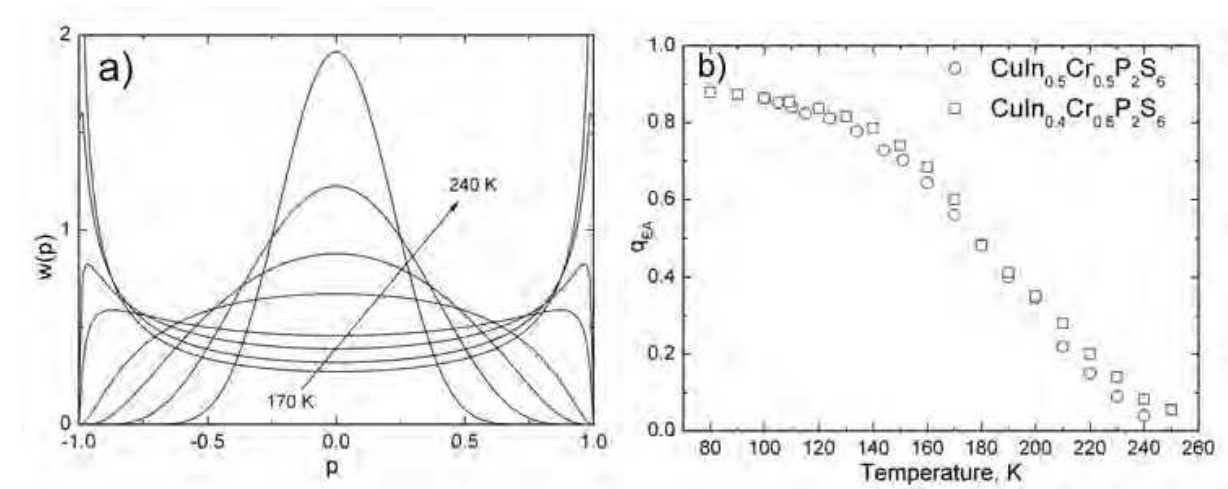 a)
2
1
0
w(p)
240 K
170 K
-1.0 -0.5 0.0 0.5 1.0
p
b)
○ CuIn0.5Cr0.5P2S6
□ CuIn0.4Cr0.6P2S6
1.0
0.8
0.6
0.4
0.2
0.0
qEA
80 100 120 140 160 180 200 220 240 260
Temperature, K